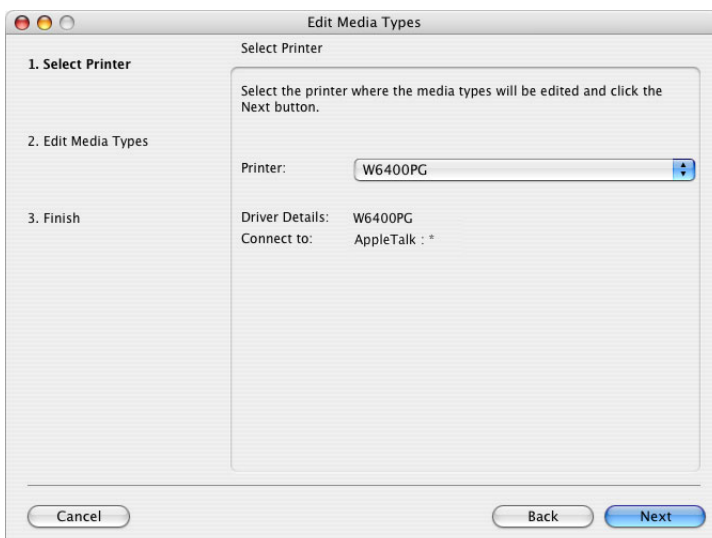 Edit Media Types
1. Select Printer
2. Edit Media Types
3. Finish
Select Printer
Select the printer where the media types will be edited and click the
Next button.
Printer: W6400PG
Driver Details: W6400PG
Connect to: AppleTalk : *
Cancel Back Next